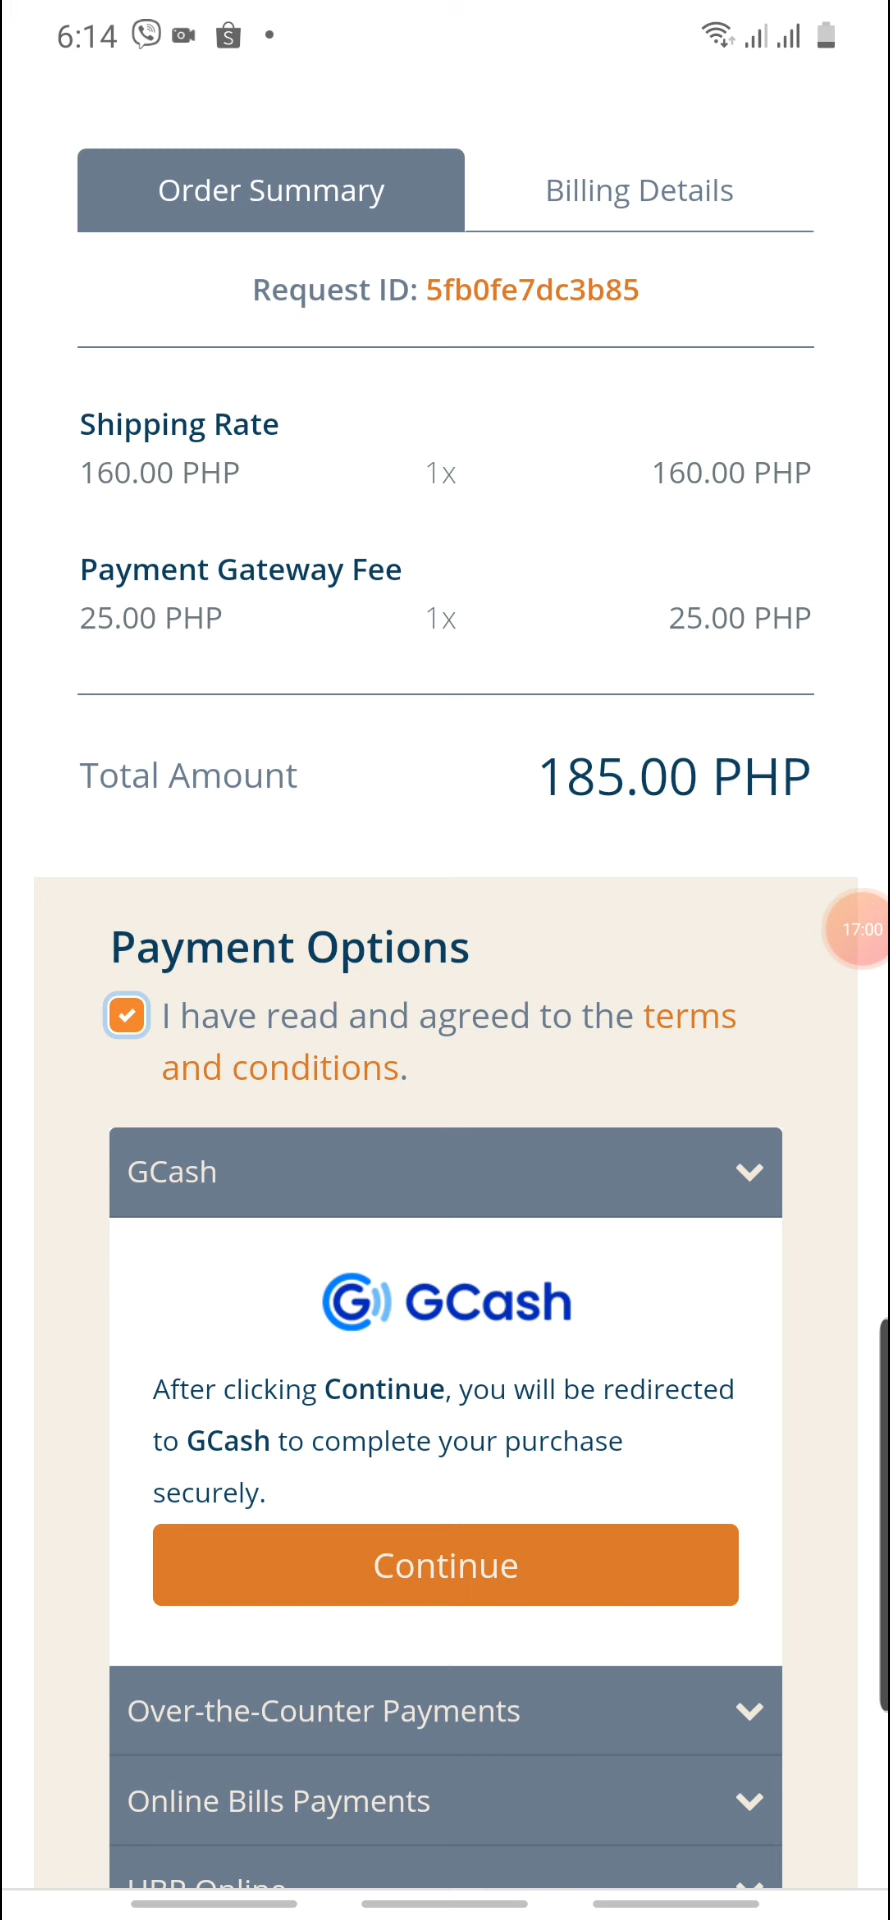 6:14
Order Summary Billing Details
Request ID: 5fb0fe7dc3b85
Shipping Rate
160.00 PHP 1x 160.00 PHP
Payment Gateway Fee
25.00 PHP 1x 25.00 PHP
Total Amount 185.00 PHP
17:00
Payment Options
I have read and agreed to the terms
and conditions.
GCash
GCash
After clicking Continue, you will be redirected
to GCash to complete your purchase
securely.
Continue
Over-the-Counter Payments
Online Bills Payments
UBP Online